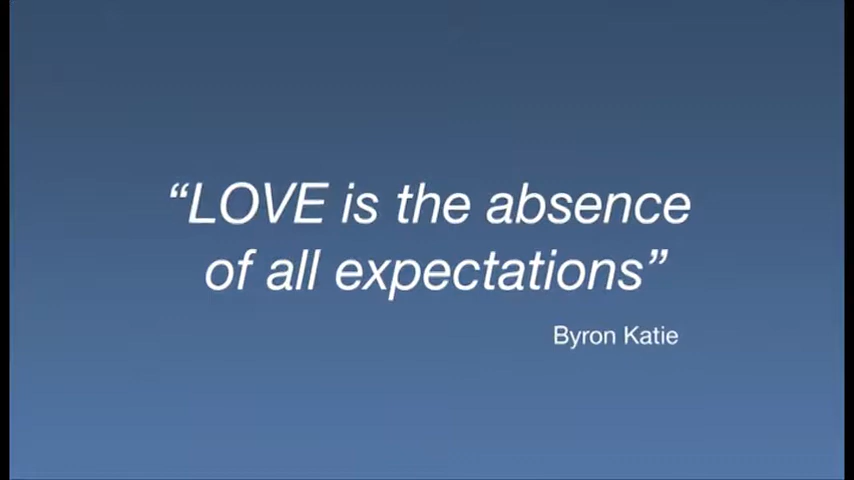 “LOVE is the absence
of all expectations”
Byron Katie